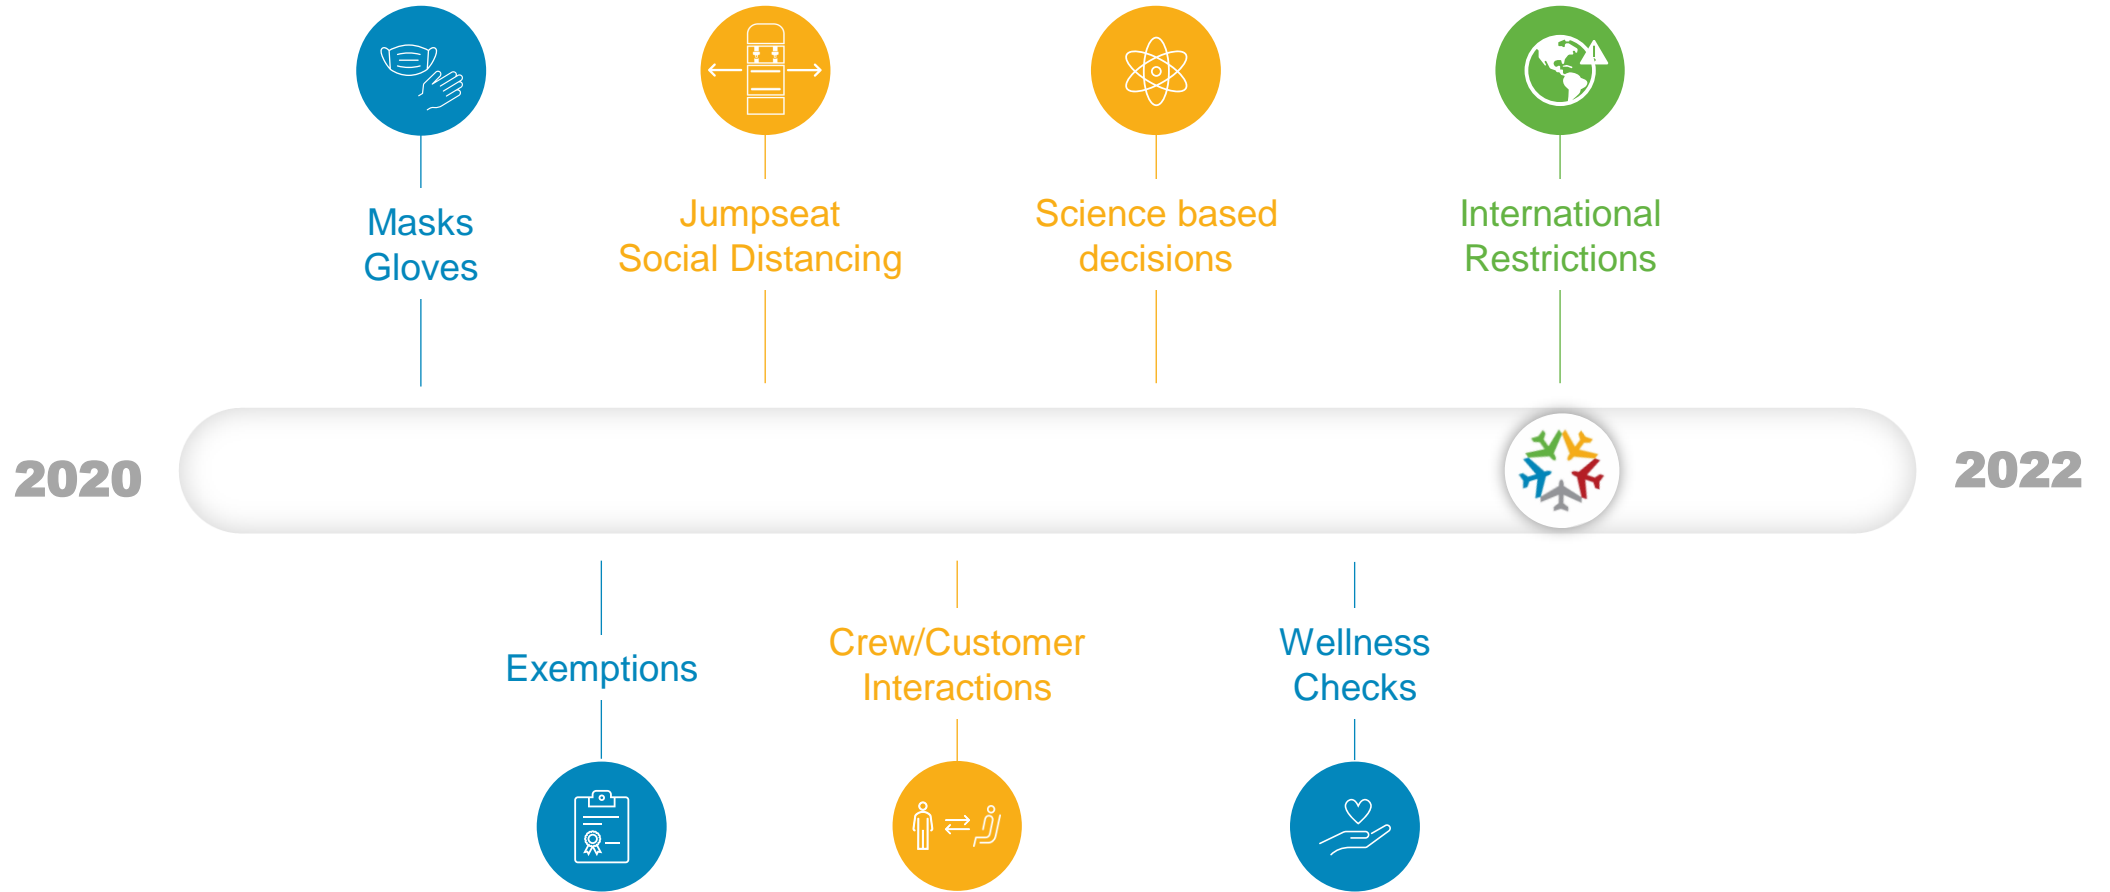 Masks
Gloves
Jumpseat
Social Distancing
Science based
decisions
International
Restrictions
2020
2022
Exemptions
Crew/Customer
Interactions
Wellness
Checks